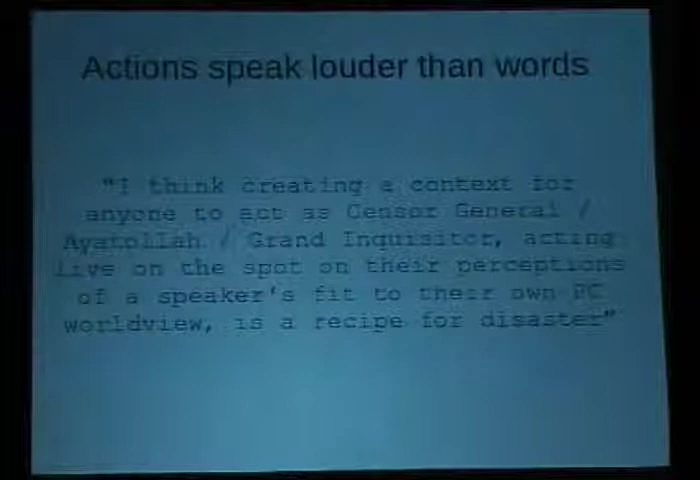 Actions speak louder than words
"I think creating a context for
anyone to act as Censor General /
Ayatollah / Grand Inquisitor, acting
live on the spot on their perceptions
of a speaker's fit to their own PC
worldview, is a recipe for disaster"